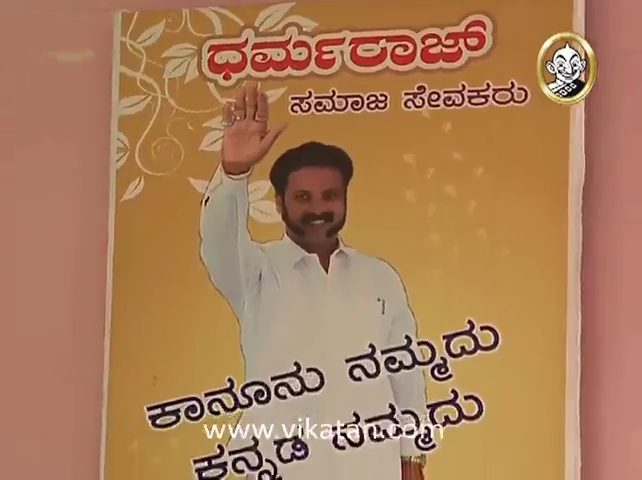 ಧರ್ಮರಾಜ್
ಸಮಾಜ ಸೇವಕರು
ಕಾನೂನು ನಮ್ಮದು
ಕನ್ನಡ ನಮ್ಮದು
www.vikatan.com